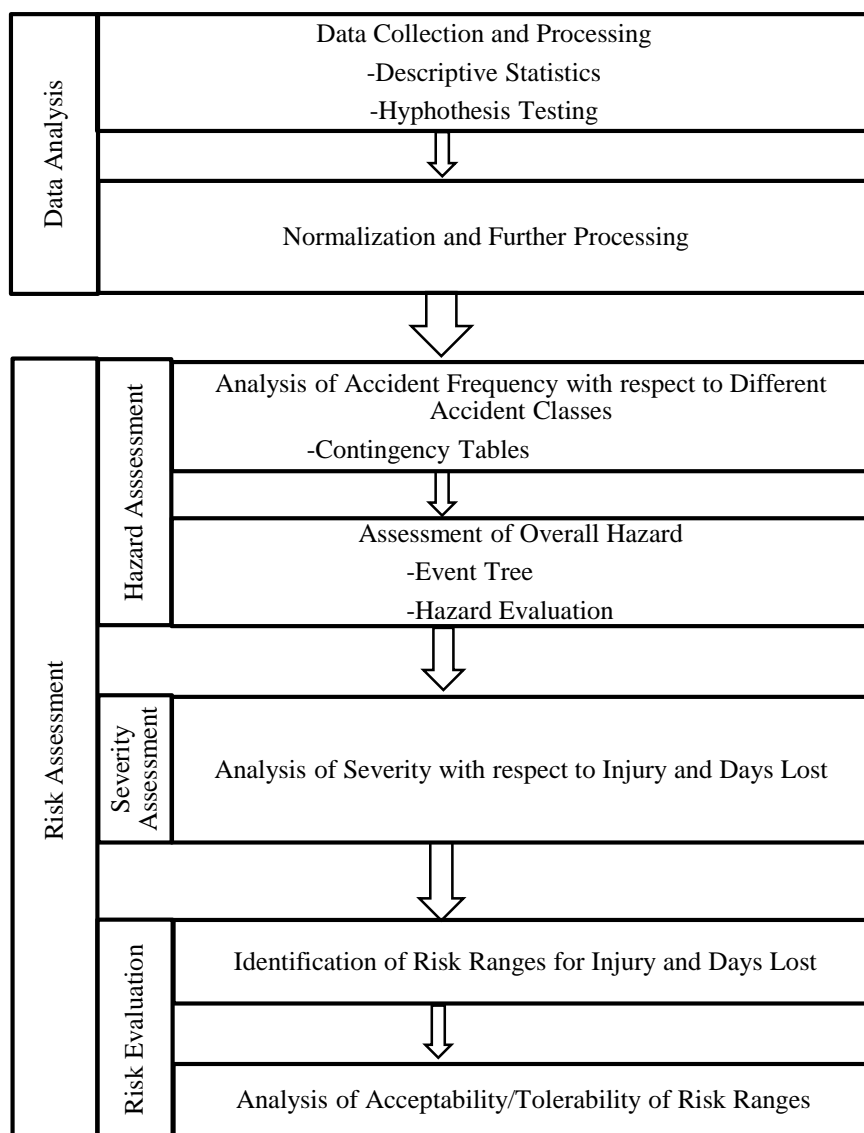 Data Analysis
Data Collection and Processing
-Descriptive Statistics
-Hyphothesis Testing
Normalization and Further Processing
Risk Assessment
Hazard Asssessment
Analysis of Accident Frequency with respect to Different
Accident Classes
-Contingency Tables
Assessment of Overall Hazard
-Event Tree
-Hazard Evaluation
Severity
Assessment
Analysis of Severity with respect to Injury and Days Lost
Risk Evaluation
Identification of Risk Ranges for Injury and Days Lost
Analysis of Acceptability/Tolerability of Risk Ranges